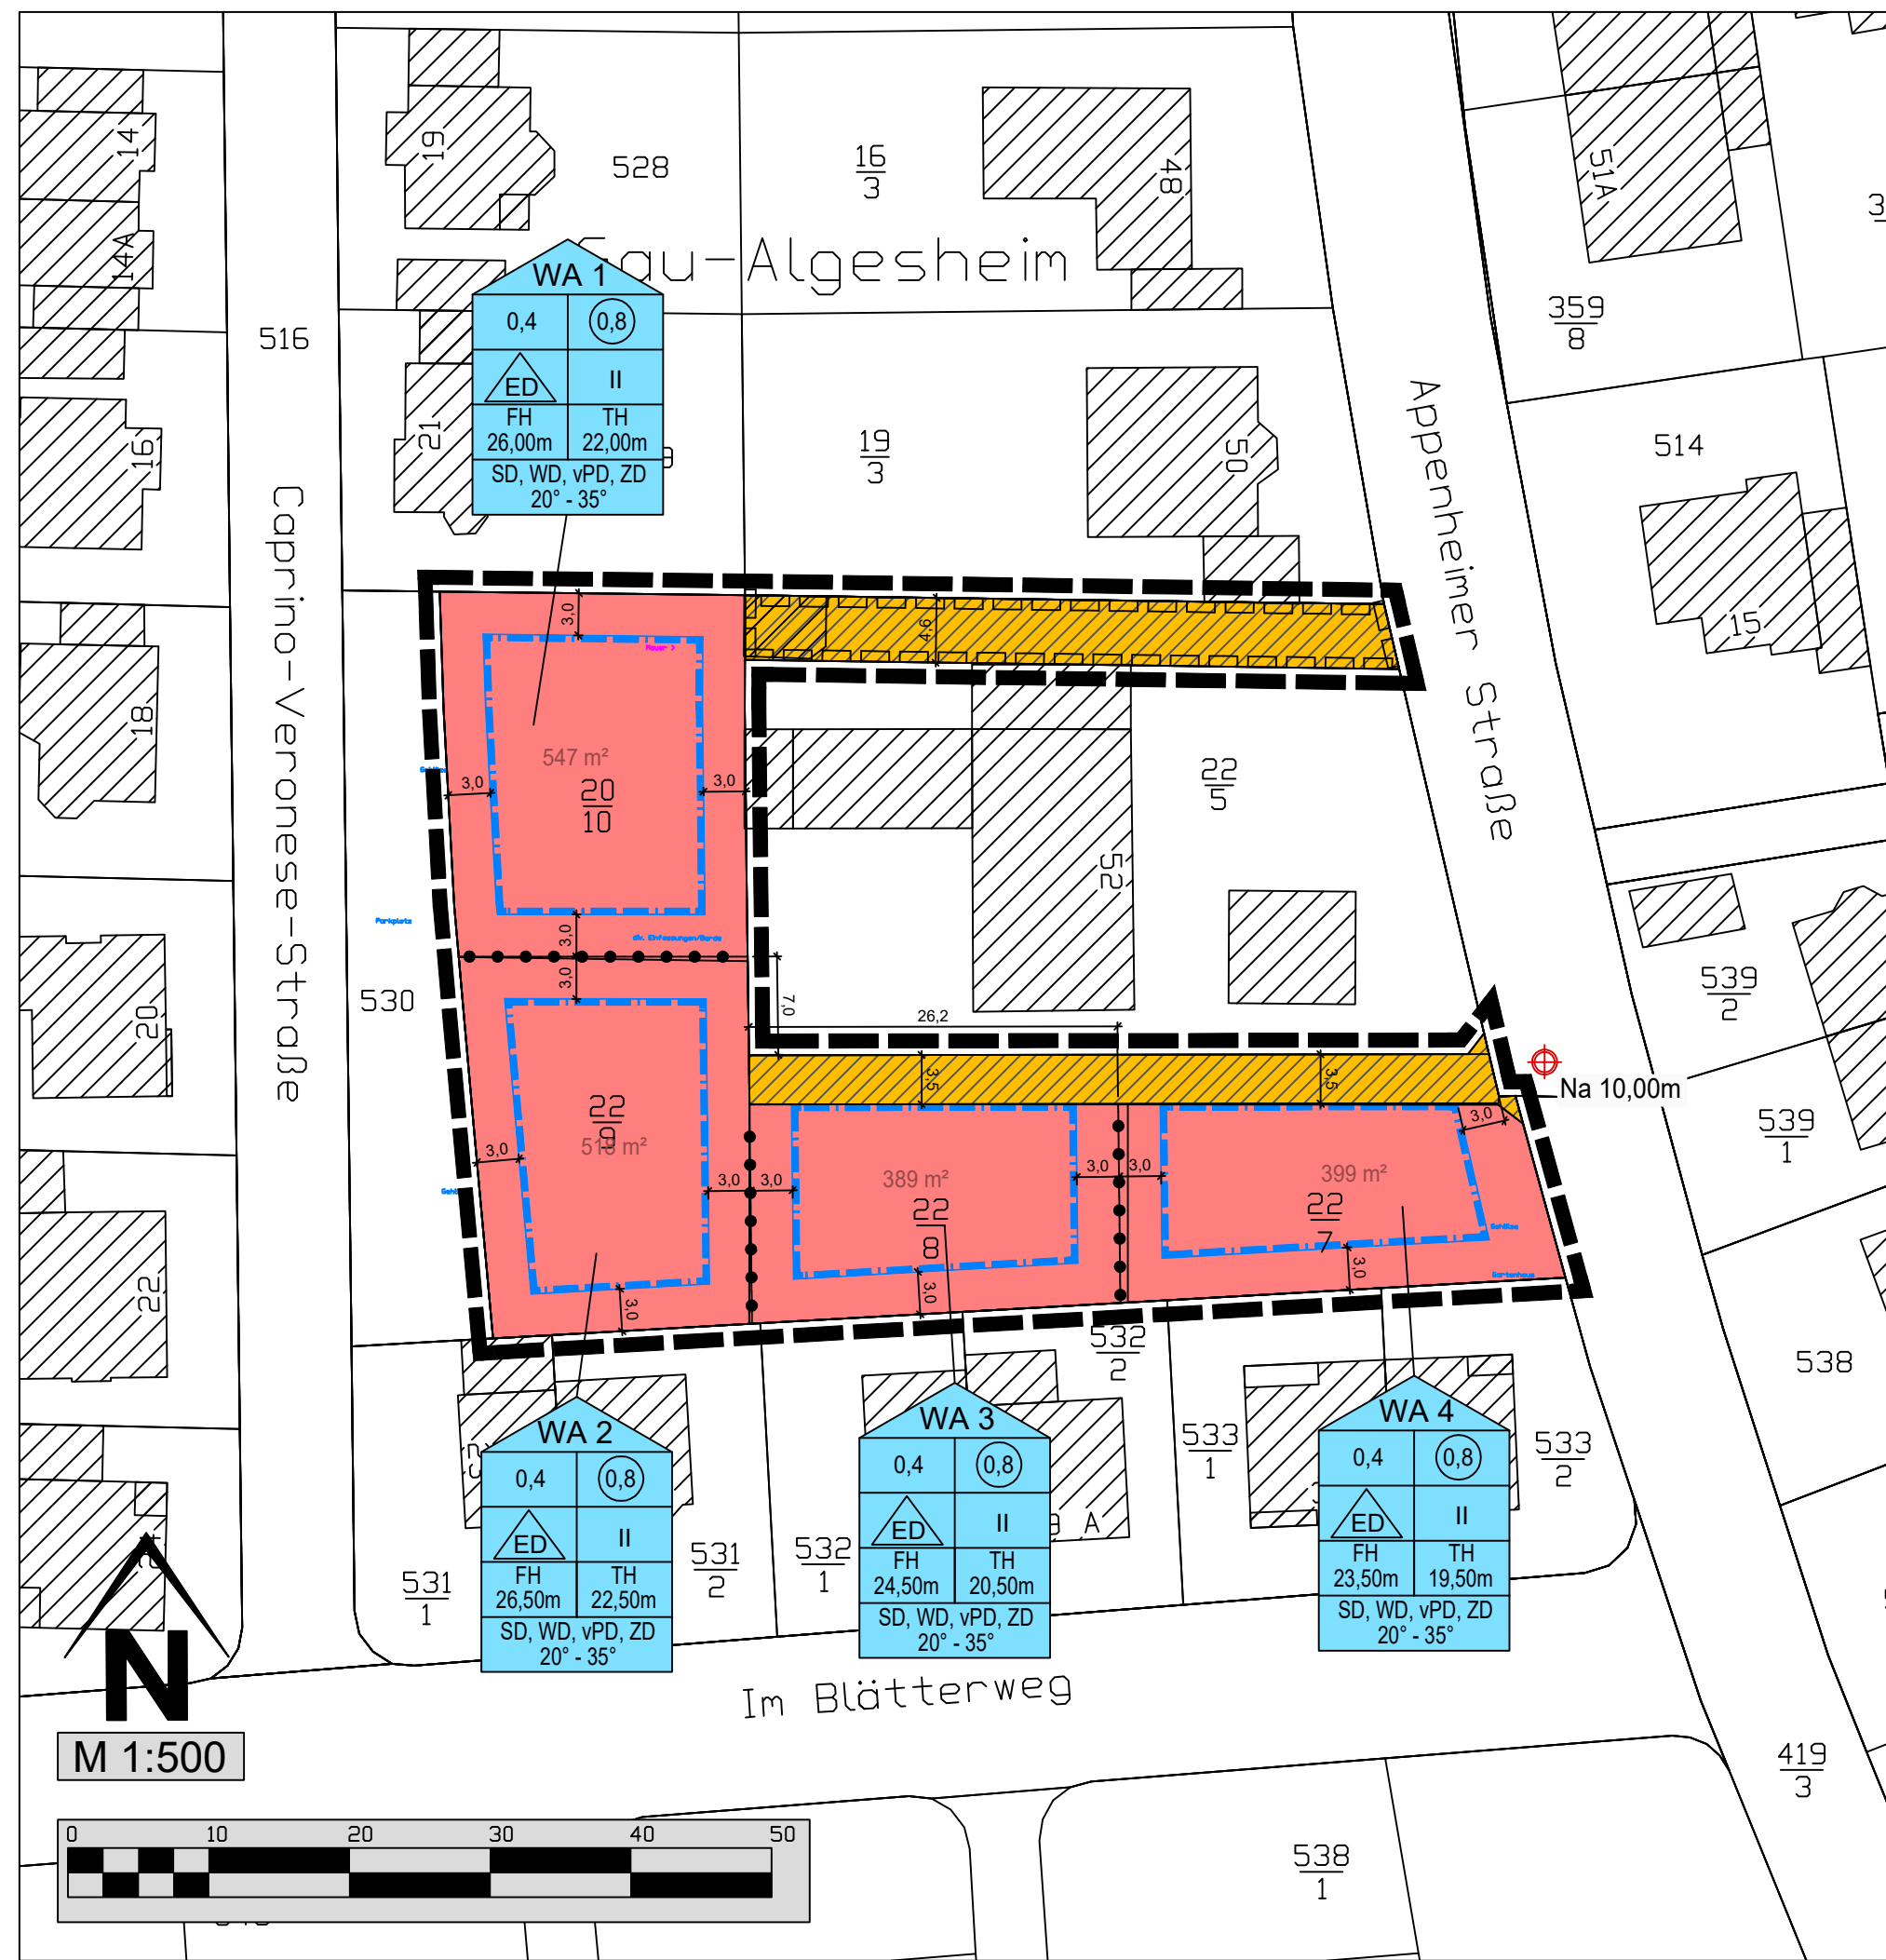 14
19
528
16
3
48
51A
14A
Gau-Algesheim
WA 1
0,4
0,8
ED
II
FH
26,00m
TH
22,00m
SD, WD, vPD, ZD
20° - 35°
516
359
8
16
21
19
3
50
514
Appenheimer Straße
Caprino-Veronese-Straße
15
3,0
4,6
Mauer
18
547 m²
20
10
3,0
3,0
22
5
52
Parkplatz
div. Einfassungen/Borde
3,0
3,0
7,0
530
20
26,2
539
2
Na 10,00m
3,5
3,5
22
9
518 m²
3,0
3,0
3,0
389 m²
22
8
3,0
3,0
399 m²
22
7
3,0
539
1
Gehölze
Gartenhaus
3,0
3,0
3,0
22
532
2
538
WA 2
0,4
0,8
ED
II
FH
26,50m
TH
22,50m
SD, WD, vPD, ZD
20° - 35°
WA 3
0,4
0,8
ED
II
FH
24,50m
TH
20,50m
SD, WD, vPD, ZD
20° - 35°
WA 4
0,4
0,8
ED
II
FH
23,50m
TH
19,50m
SD, WD, vPD, ZD
20° - 35°
533
1
533
2
A
531
1
531
2
532
1
N
Im Blätterweg
M 1:500
419
3
0 10 20 30 40 50
538
1